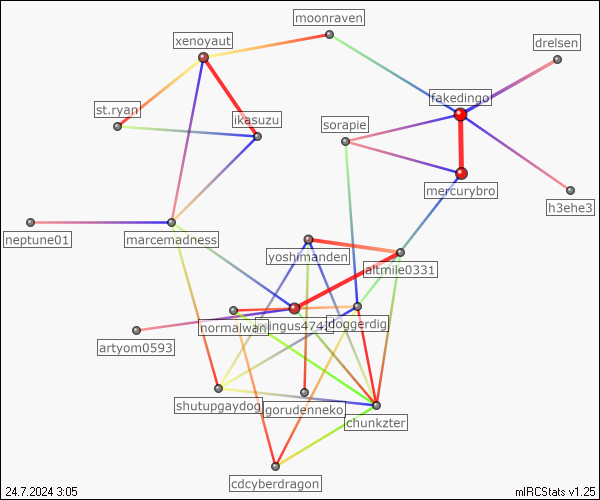 moonraven
xenoyaut
drelsen
fakedingo
st.ryan
ikasuzu
sorapie
mercurybro
h3ehe3
neptune01
marcemadness
yoshimanden
altmile0331
normalwan
doggerdig
artyom0593
shutupgaydog
gorudenneko
chunkzter
cdcyberdragon
24.7.2024 3:05
mIRCStats v1.25